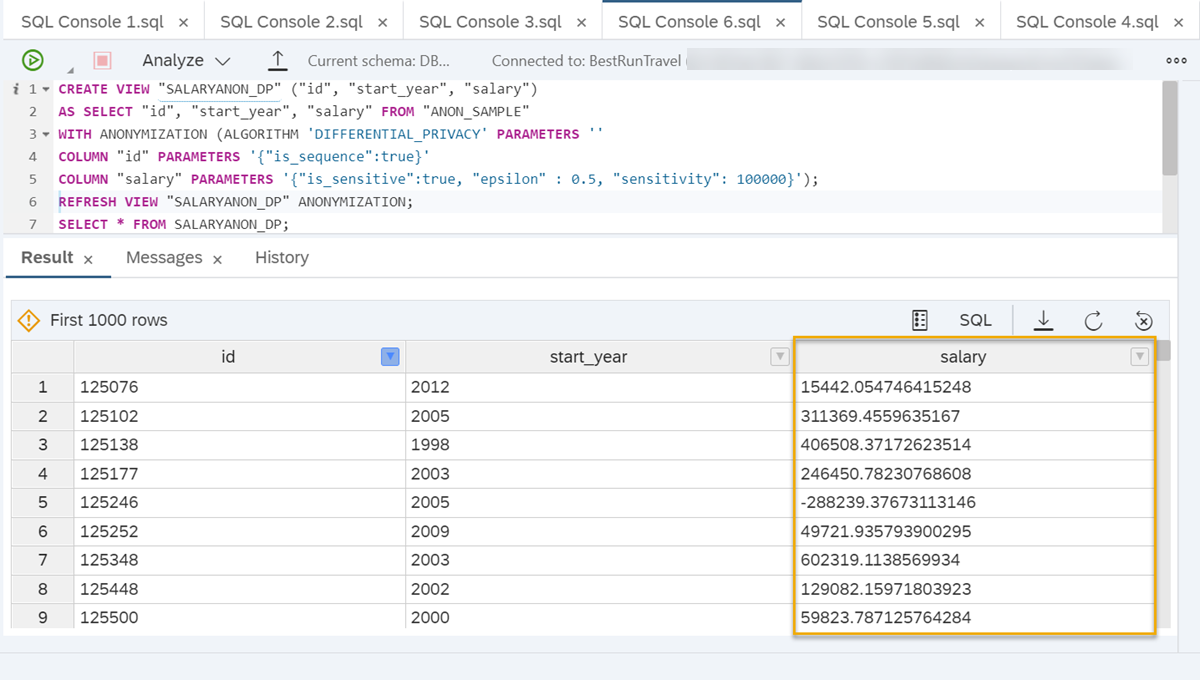 SQL Console 1.sql × SQL Console 2.sql × SQL Console 3.sql × SQL Console 6.sql × SQL Console 5.sql × SQL Console 4.sql ×
Analyze Current schema: DB... Connected to: BestRunTravel
i 1 CREATE VIEW "SALARYANON_DP" ("id", "start_year", "salary")
2 AS SELECT "id", "start_year", "salary" FROM "ANON_SAMPLE"
3 WITH ANONYMIZATION (ALGORITHM 'DIFFERENTIAL_PRIVACY' PARAMETERS ''
4 COLUMN "id" PARAMETERS '{"is_sequence":true}'
5 COLUMN "salary" PARAMETERS '{"is_sensitive":true, "epsilon" : 0.5, "sensitivity": 100000}');
6 REFRESH VIEW "SALARYANON_DP" ANONYMIZATION;
7 SELECT * FROM SALARYANON_DP;
Result × Messages × History
First 1000 rows SQL
id start_year salary
1 125076 2012 15442.054746415248
2 125102 2005 311369.4559635167
3 125138 1998 406508.37172623514
4 125177 2003 246450.78230768608
5 125246 2005 -288239.37673113146
6 125252 2009 49721.935793900295
7 125348 2003 602319.1138569934
8 125448 2002 129082.15971803923
9 125500 2000 59823.787125764284